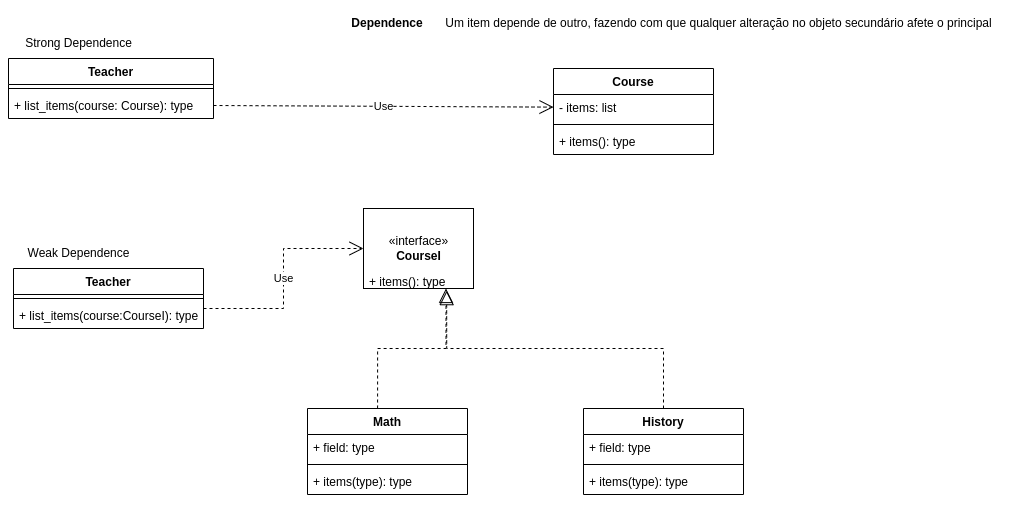 Dependence Um item depende de outro, fazendo com que qualquer alteração no objeto secundário afete o principal
Strong Dependence
Teacher
+ list_items(course: Course): type
Use
Course
- items: list
+ items(): type
Weak Dependence
Teacher
+ list_items(course:CourseI): type
Use
«interface»
CourseI
+ items(): type
Math
+ field: type
+ items(type): type
History
+ field: type
+ items(type): type